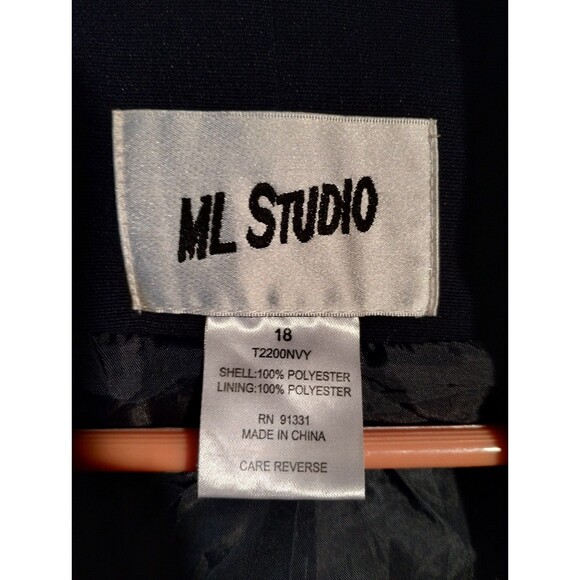 ML STUDIO
18
T2200NVY
SHELL:100% POLYESTER
LINING:100% POLYESTER
RN 91331
MADE IN CHINA
CARE REVERSE